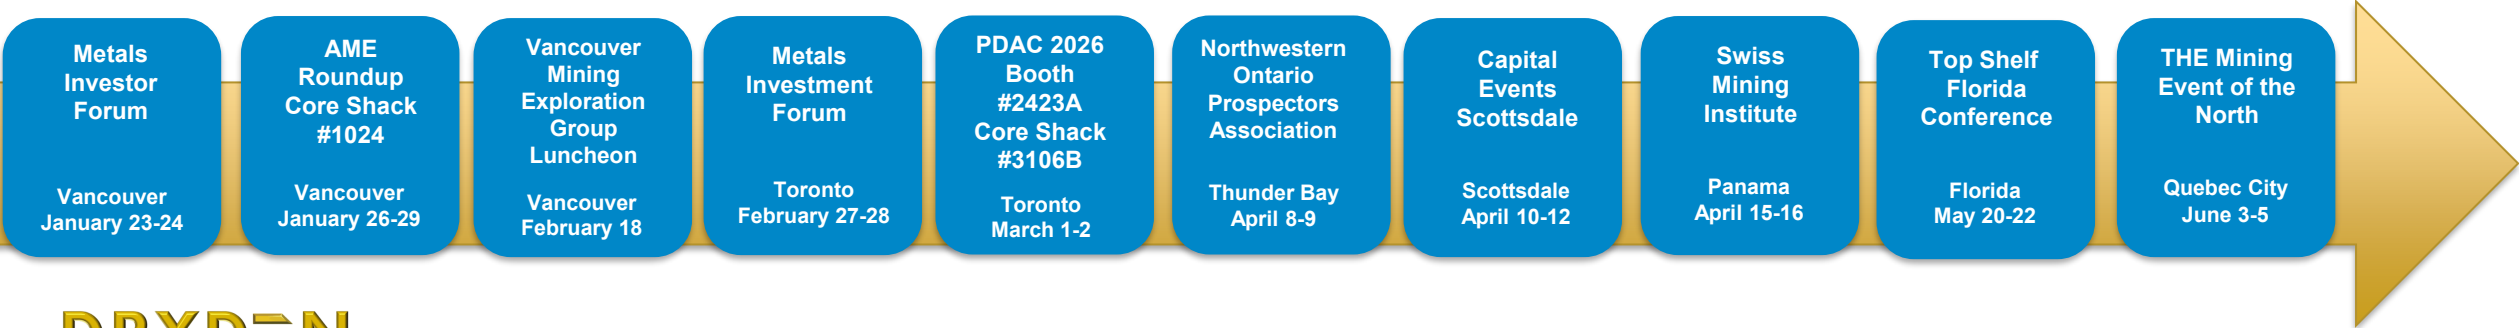 Metals
Investor
Forum
Vancouver
January 23-24
AME
Roundup
Core Shack
#1024
Vancouver
January 26-29
Vancouver
Mining
Exploration
Group
Luncheon
Vancouver
February 18
Metals
Investment
Forum
Toronto
February 27-28
PDAC 2026
Booth
#2423A
Core Shack
#3106B
Toronto
March 1-2
Northwestern
Ontario
Prospectors
Association
Thunder Bay
April 8-9
Capital
Events
Scottsdale
Scottsdale
April 10-12
Swiss
Mining
Institute
Panama
April 15-16
Top Shelf
Florida
Conference
Florida
May 20-22
THE Mining
Event of the
North
Quebec City
June 3-5
DRYDEN